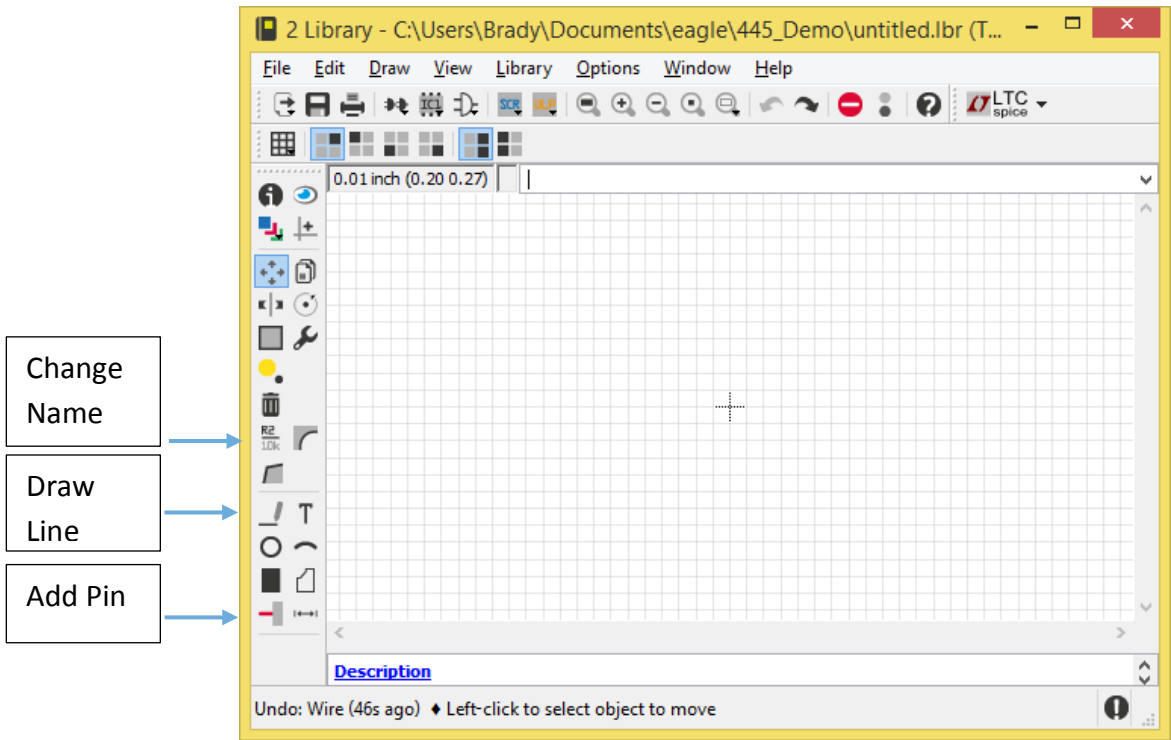 2 Library - C:\Users\Brady\Documents\eagle\445_Demo\untitled.lbr (T...
File Edit Draw View Library Options Window Help
SCR ULP LTC
spice
0.01 inch (0.20 0.27)
Change
Name
R2
10k
Draw
Line
T
Add Pin
Description
Undo: Wire (46s ago) ♦ Left-click to select object to move